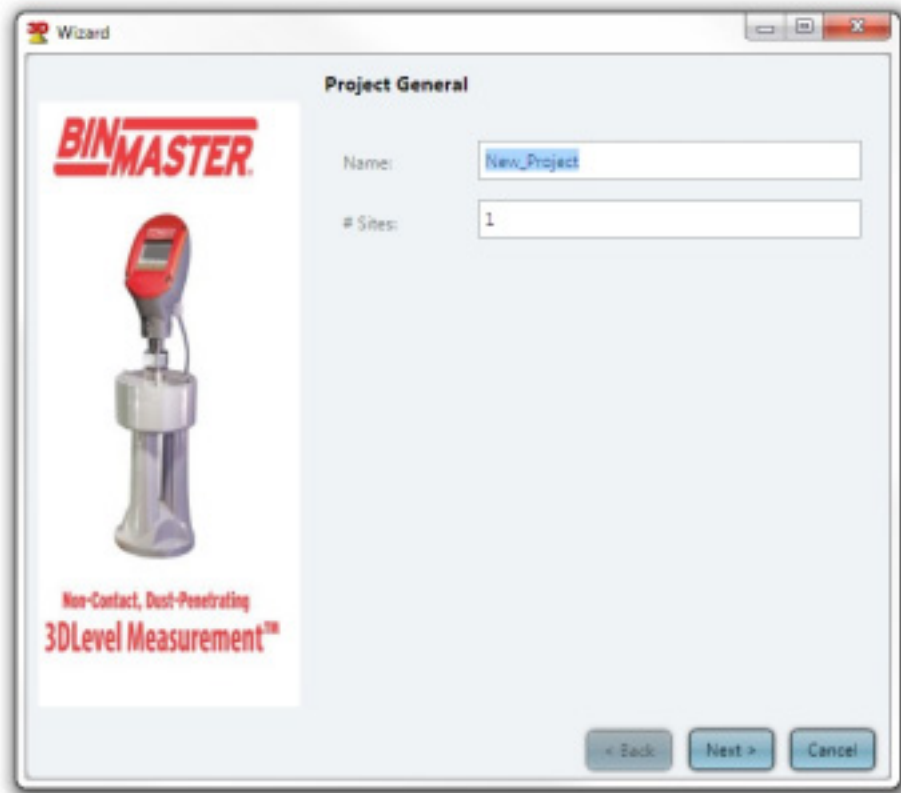 Wizard
Project General
BINMASTER®
Name: New_Project
# Sites: 1
Non-Contact, Dust-Penetrating
3DLevel Measurement™
< Back Next > Cancel